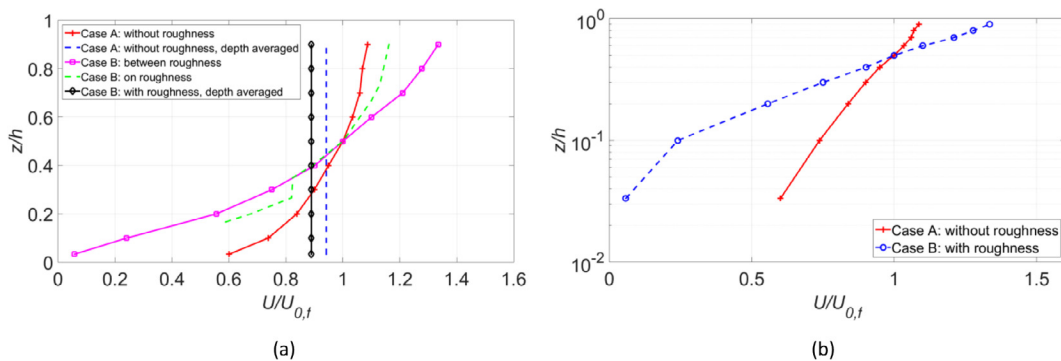 1
0.8
0.6
0.4
0.2
0
z/h
0 0.2 0.4 0.6 0.8 1 1.2 1.4 1.6
U/U0,f
Case A: without roughness
Case A: without roughness, depth averaged
Case B: between roughness
Case B: on roughness
Case B: with roughness, depth averaged
(a)
10^0
10^-1
10^-2
z/h
0 0.5 1 1.5
U/U0,f
Case A: without roughness
Case B: with roughness
(b)